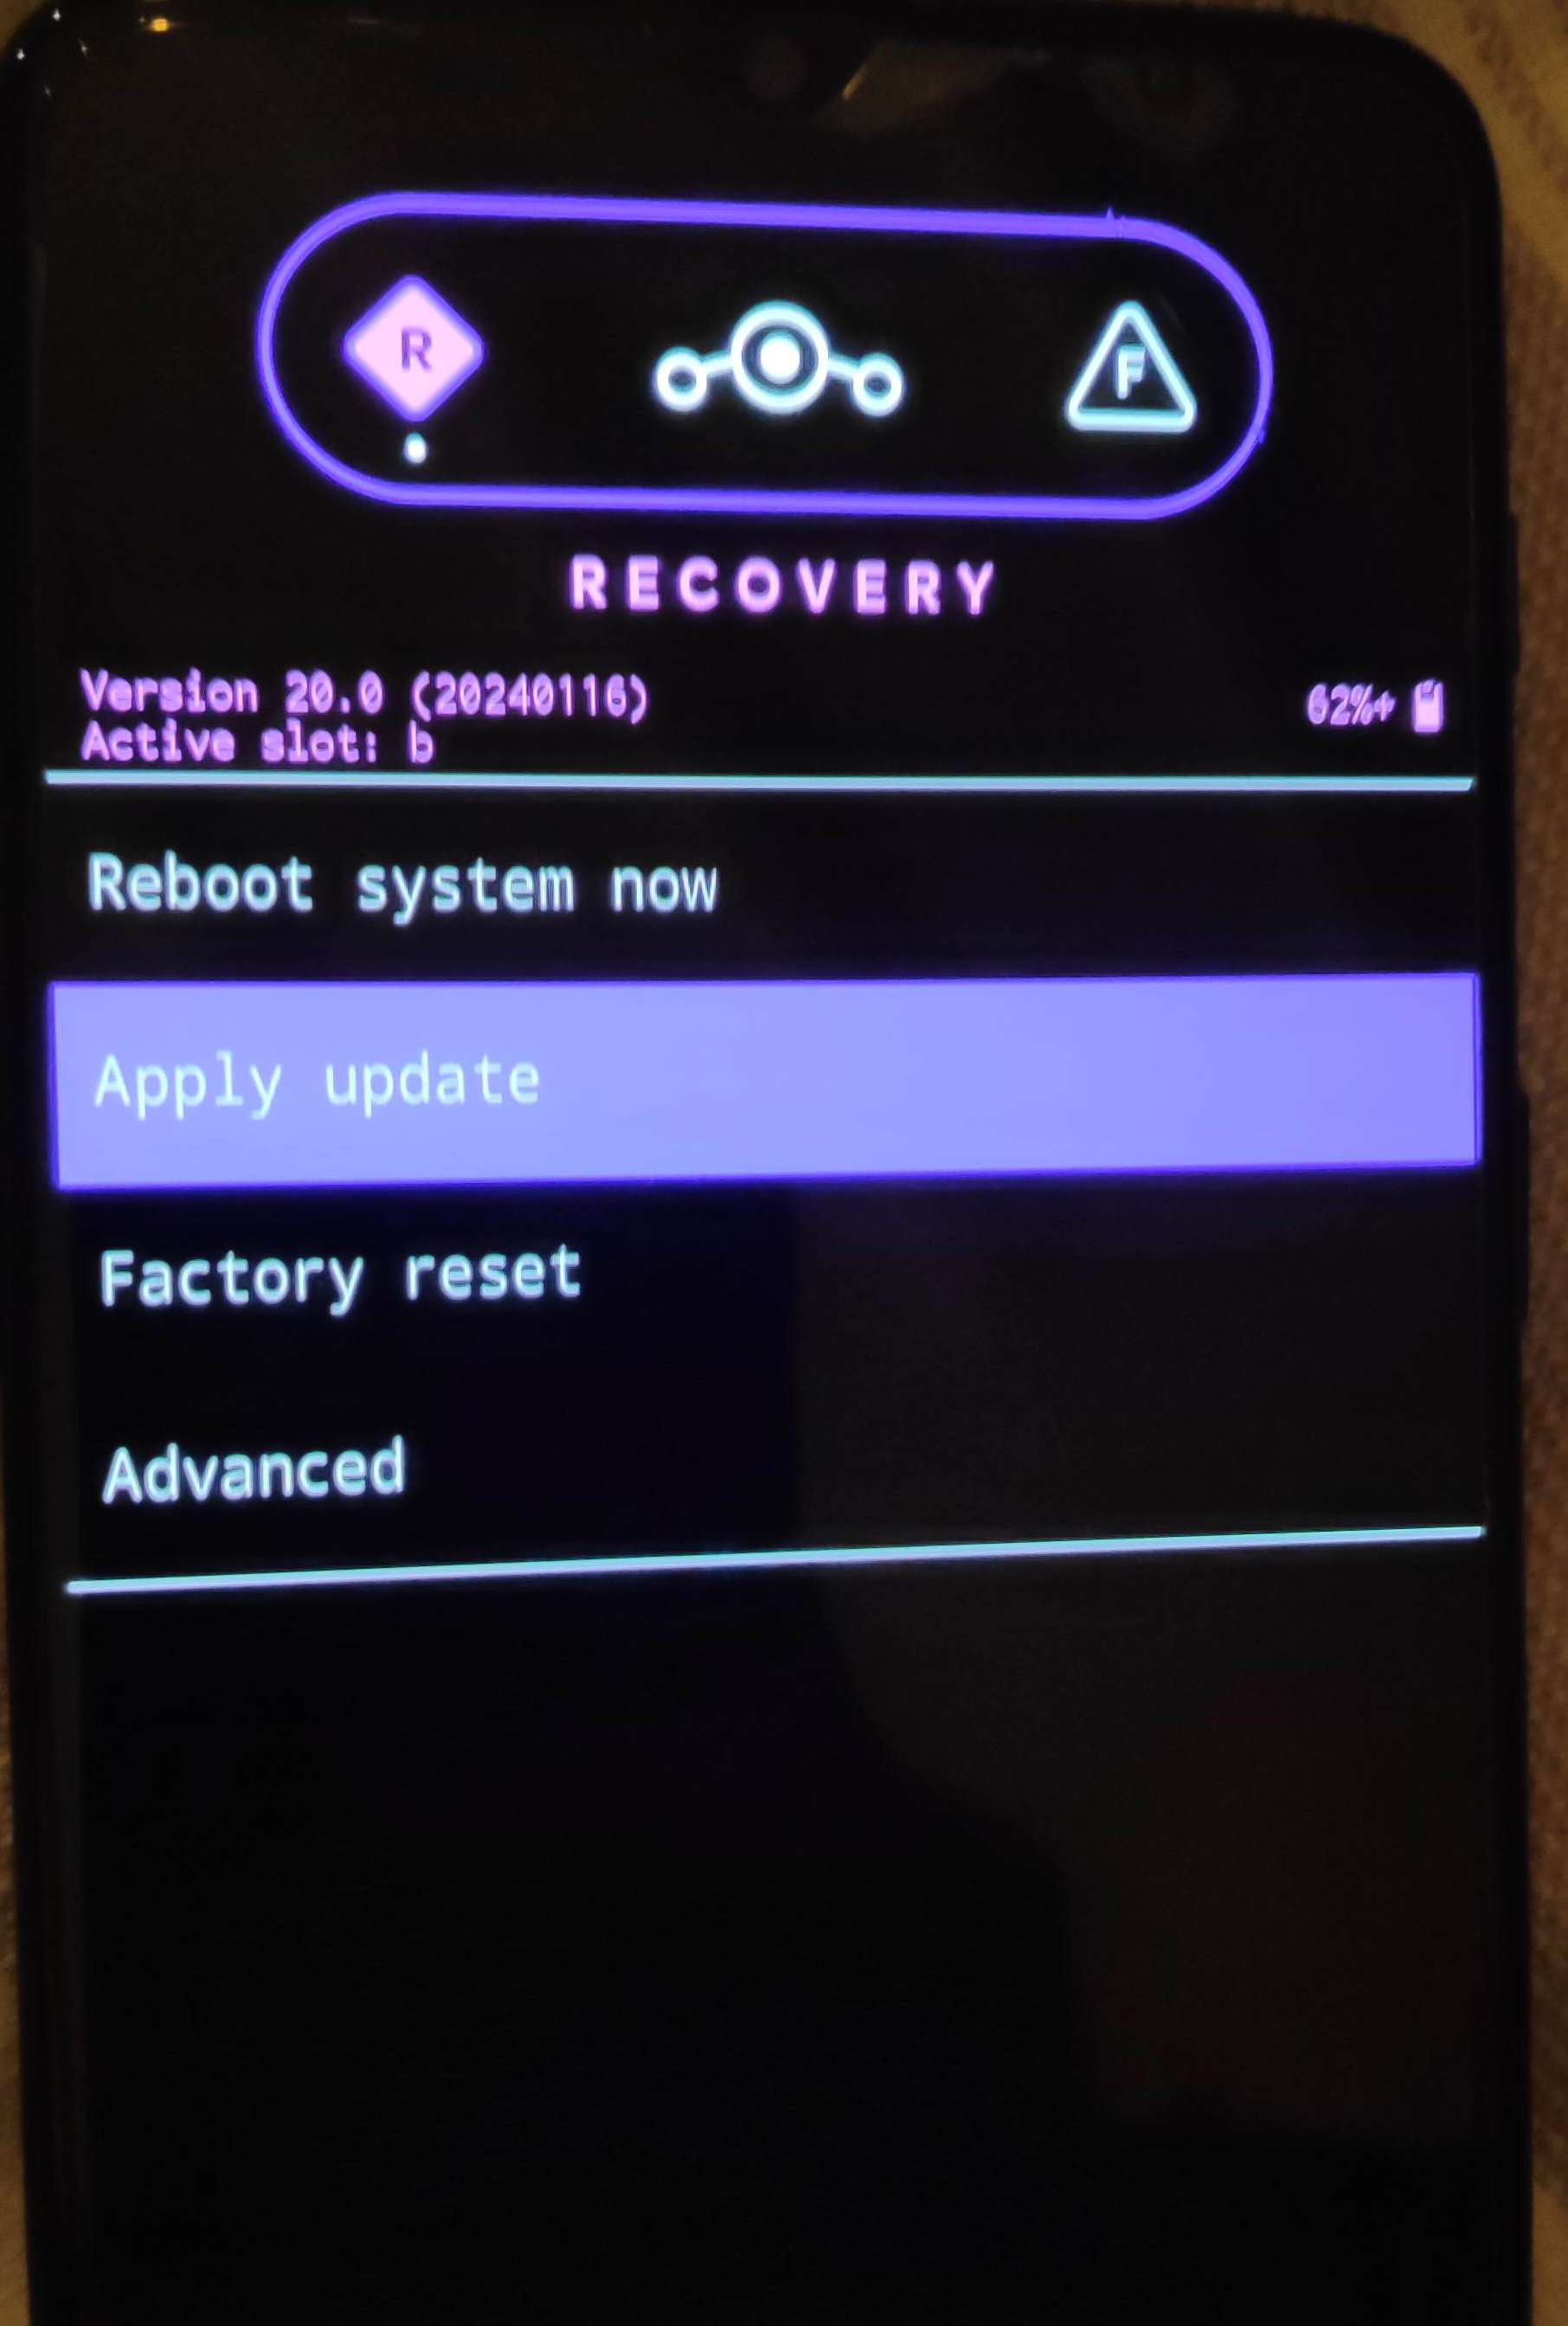 R
F
RECOVERY
Version 20.0 (20240116)
62%+
Active slot: b
Reboot system now
Apply update
Factory reset
Advanced